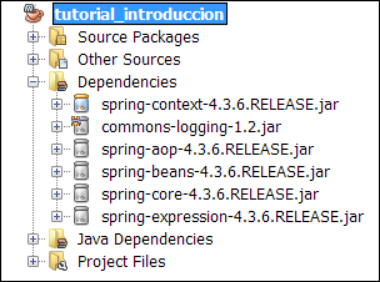 tutorial_introduccion
Source Packages
Other Sources
Dependencies
spring-context-4.3.6.RELEASE.jar
commons-logging-1.2.jar
spring-aop-4.3.6.RELEASE.jar
spring-beans-4.3.6.RELEASE.jar
spring-core-4.3.6.RELEASE.jar
spring-expression-4.3.6.RELEASE.jar
Java Dependencies
Project Files